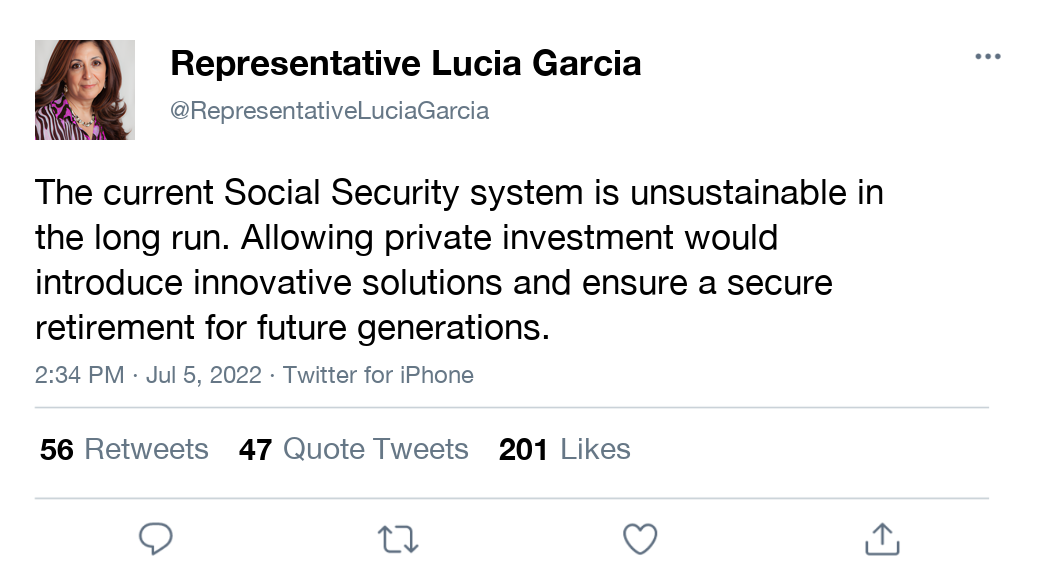 Representative Lucia Garcia
@RepresentativeLuciaGarcia
The current Social Security system is unsustainable in
the long run. Allowing private investment would
introduce innovative solutions and ensure a secure
retirement for future generations.
2:34 PM · Jul 5, 2022 · Twitter for iPhone
56 Retweets 47 Quote Tweets 201 Likes